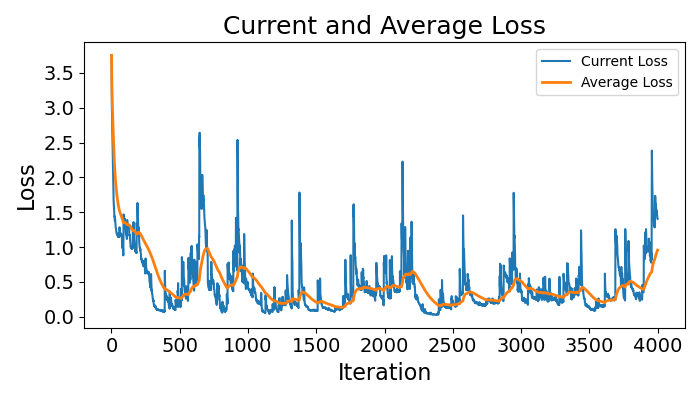 Current and Average Loss
Current Loss
Average Loss
Loss
3.5
3.0
2.5
2.0
1.5
1.0
0.5
0.0
0 500 1000 1500 2000 2500 3000 3500 4000
Iteration